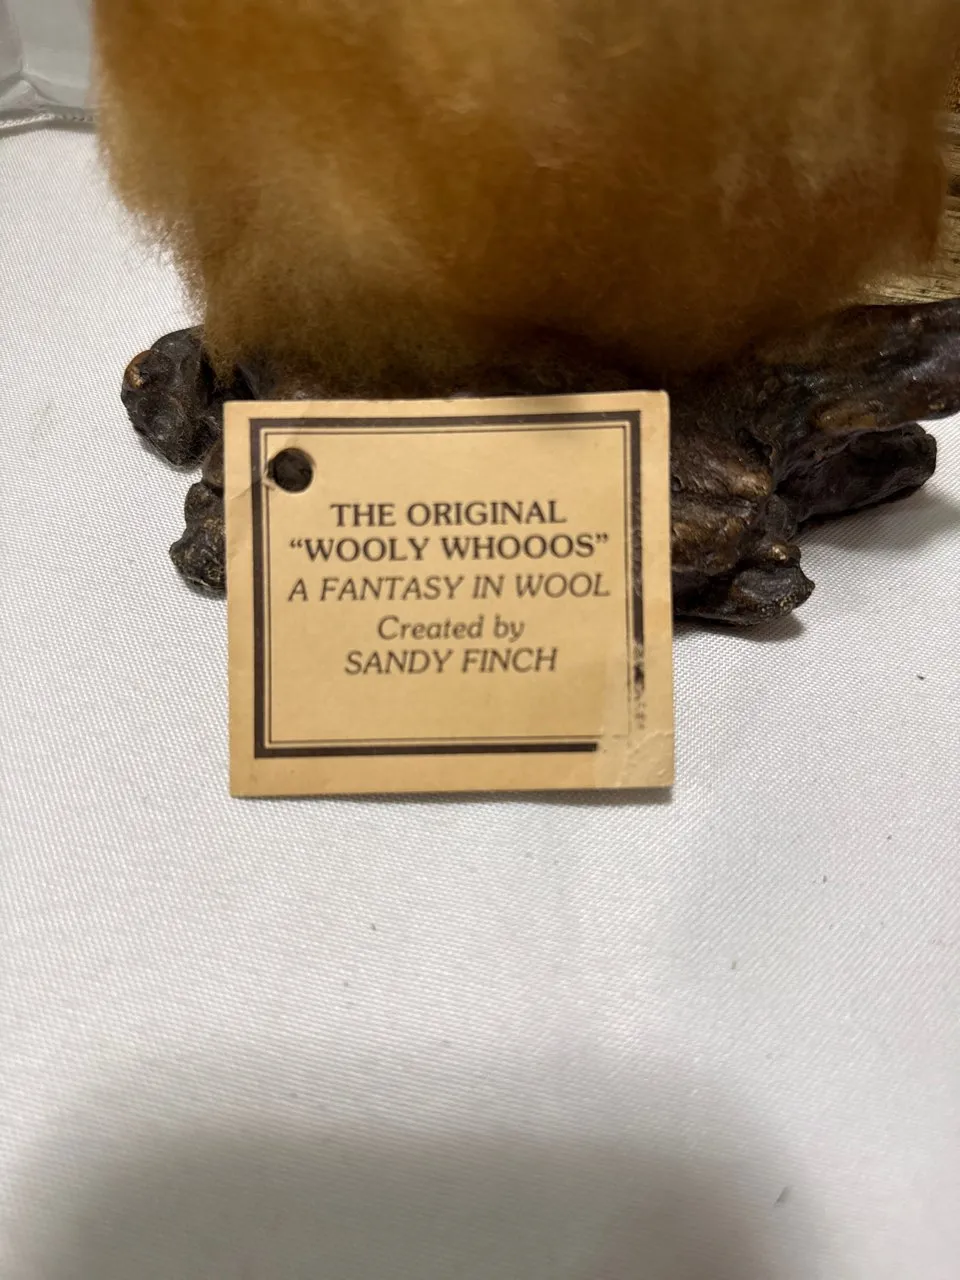 THE ORIGINAL
“WOOLY WHOOOS”
A FANTASY IN WOOL
Created by
SANDY FINCH